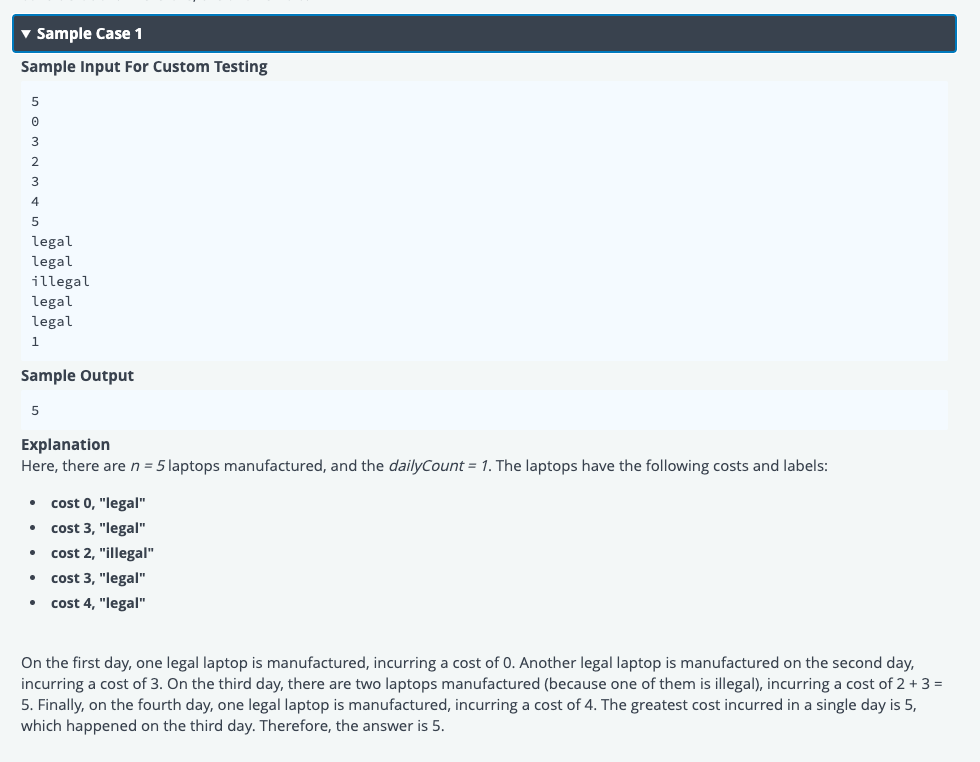 Sample Case 1
Sample Input For Custom Testing
5
0
3
2
3
4
5
legal
legal
illegal
legal
legal
1
Sample Output
5
Explanation
Here, there are n = 5 laptops manufactured, and the dailyCount = 1. The laptops have the following costs and labels:
• cost 0, "legal"
• cost 3, "legal"
• cost 2, "illegal"
• cost 3, "legal"
• cost 4, "legal"
On the first day, one legal laptop is manufactured, incurring a cost of 0. Another legal laptop is manufactured on the second day,
incurring a cost of 3. On the third day, there are two laptops manufactured (because one of them is illegal), incurring a cost of 2 + 3 =
5. Finally, on the fourth day, one legal laptop is manufactured, incurring a cost of 4. The greatest cost incurred in a single day is 5,
which happened on the third day. Therefore, the answer is 5.